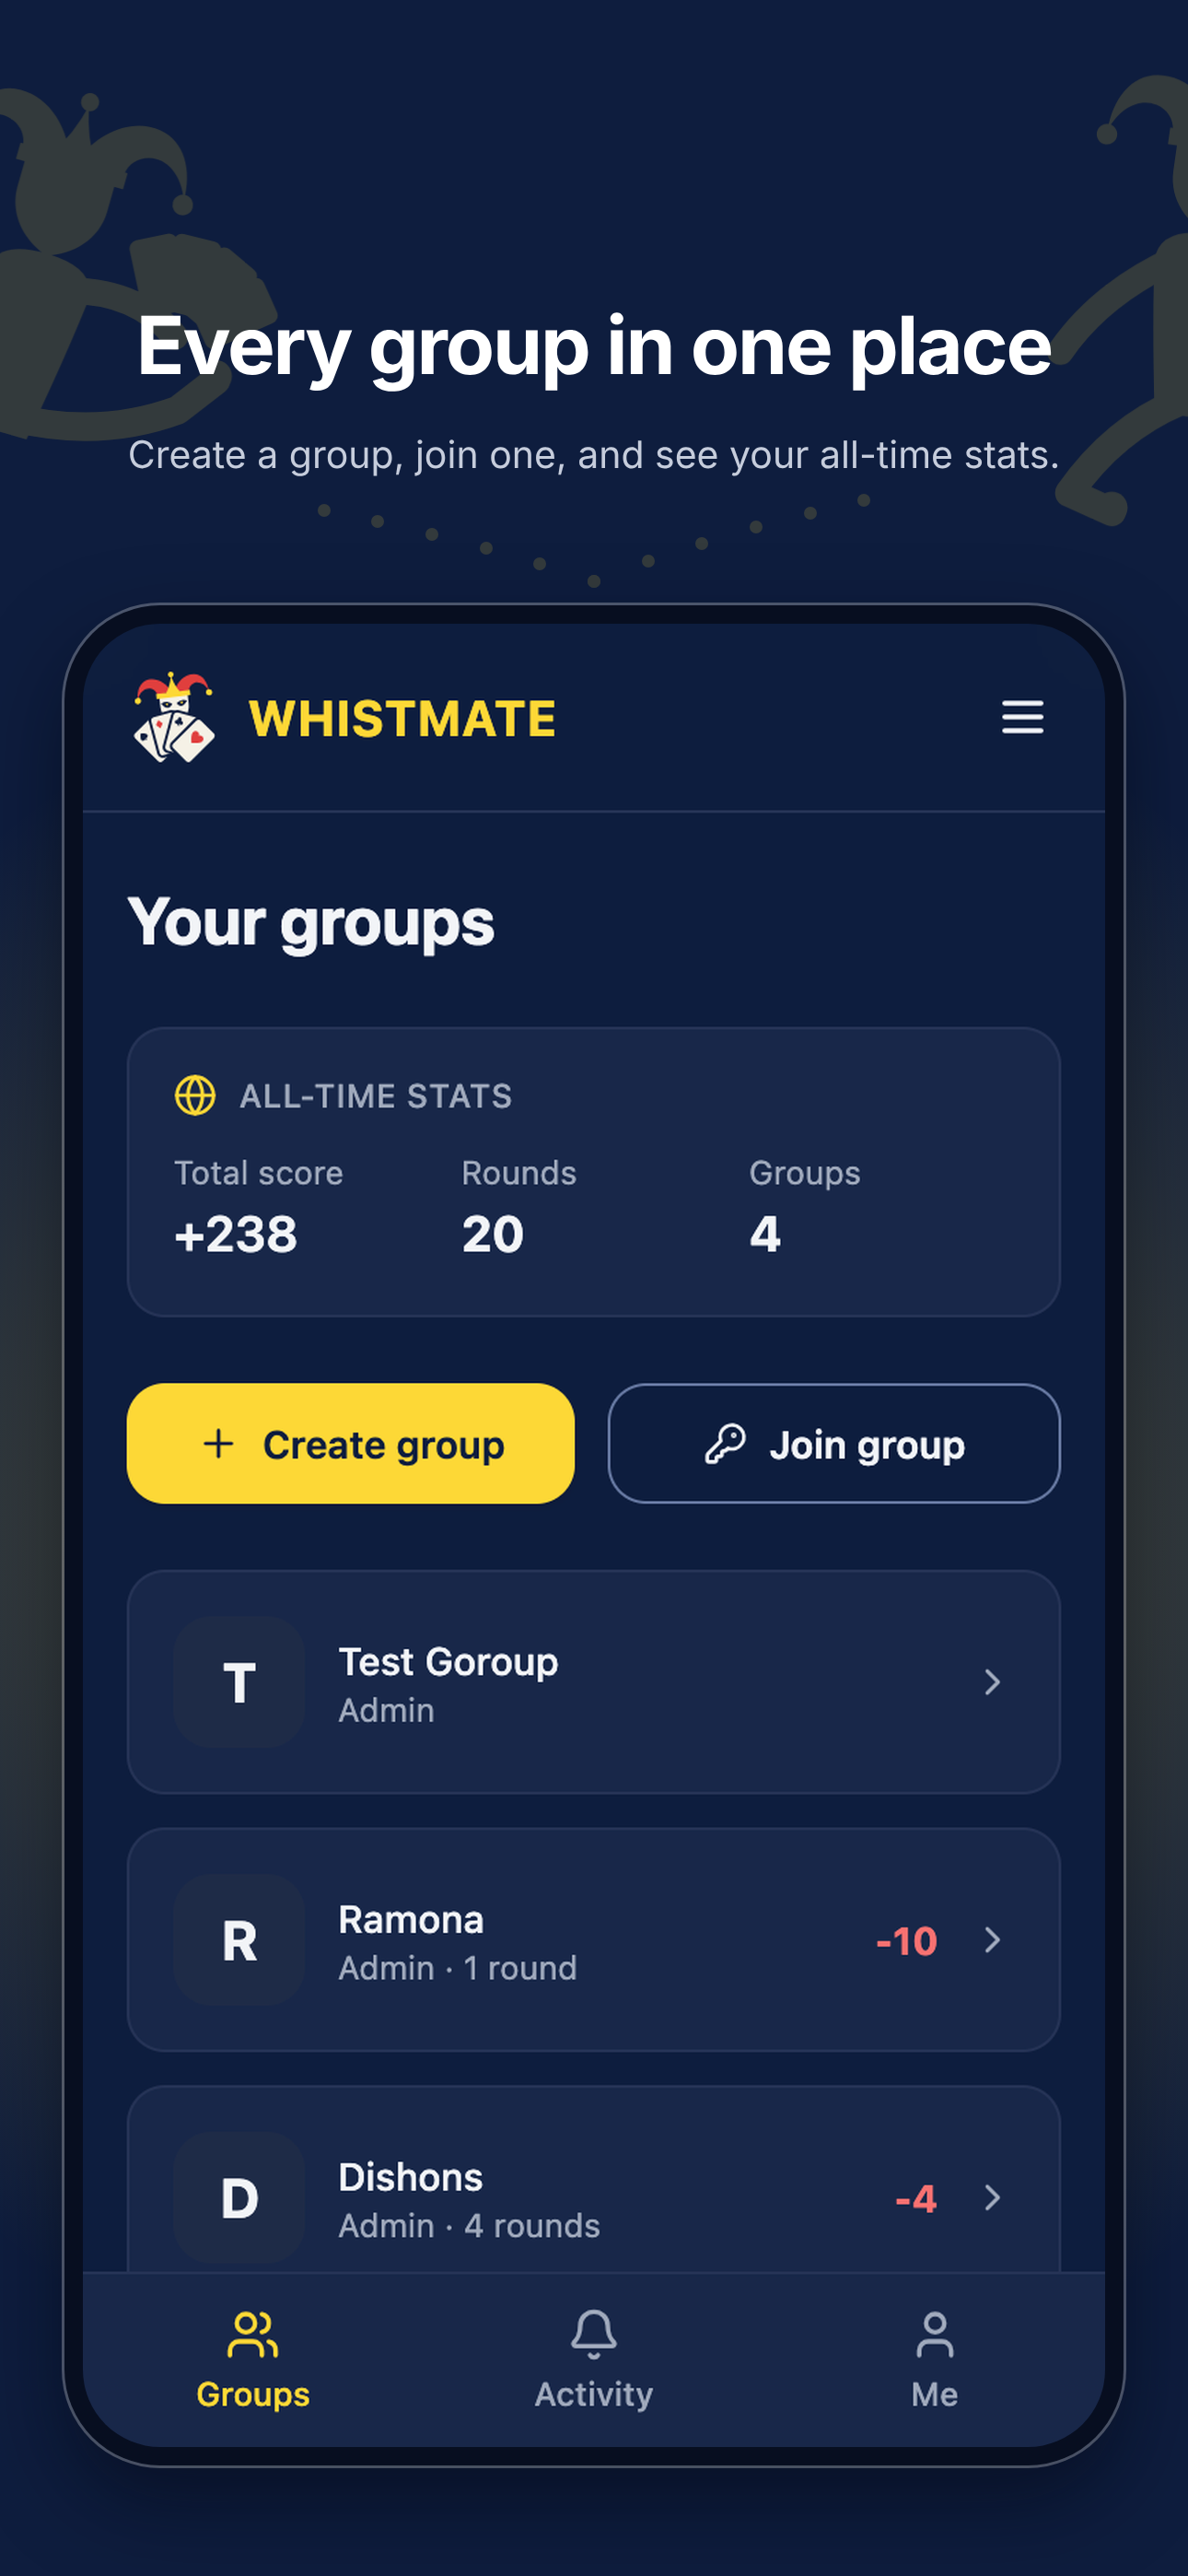 Every group in one place
Create a group, join one, and see your all-time stats.
WHISTMATE
Your groups
ALL-TIME STATS
Total score Rounds Groups
+238 20 4
Create group Join group
T
Test Goroup
Admin
R
Ramona
Admin · 1 round
-10
D
Dishons
Admin · 4 rounds
-4
Groups Activity Me